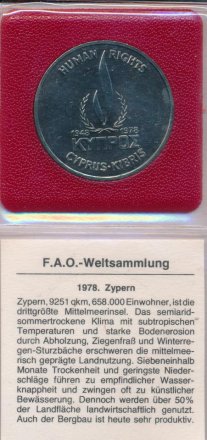 HUMAN RIGHTS
1948 1978
ΚΥΠΡΟΣ
CYPRUS·KIBRIS
F.A.O.-Weltsammlung
1978. Zypern
Zypern, 9251 qkm, 658.000 Einwohner, ist die
drittgrößte Mittelmeerinsel. Das semiarid-
sommertrockene Klima mit subtropischen
Temperaturen und starke Bodenerosion
durch Abholzung, Ziegenfraß und Winterre-
gen-Sturzbäche erschweren die mittelmee-
risch geprägte Landnutzung. Siebeneinhalb
Monate Trockenheit und geringste Nieder-
schläge führen zu empfindlicher Wasser-
knappheit und zwingen oft zu künstlicher
Bewässerung. Dennoch werden über 50%
der Landfläche landwirtschaftlich genutzt.
Auch der Bergbau ist heute sehr produktiv.